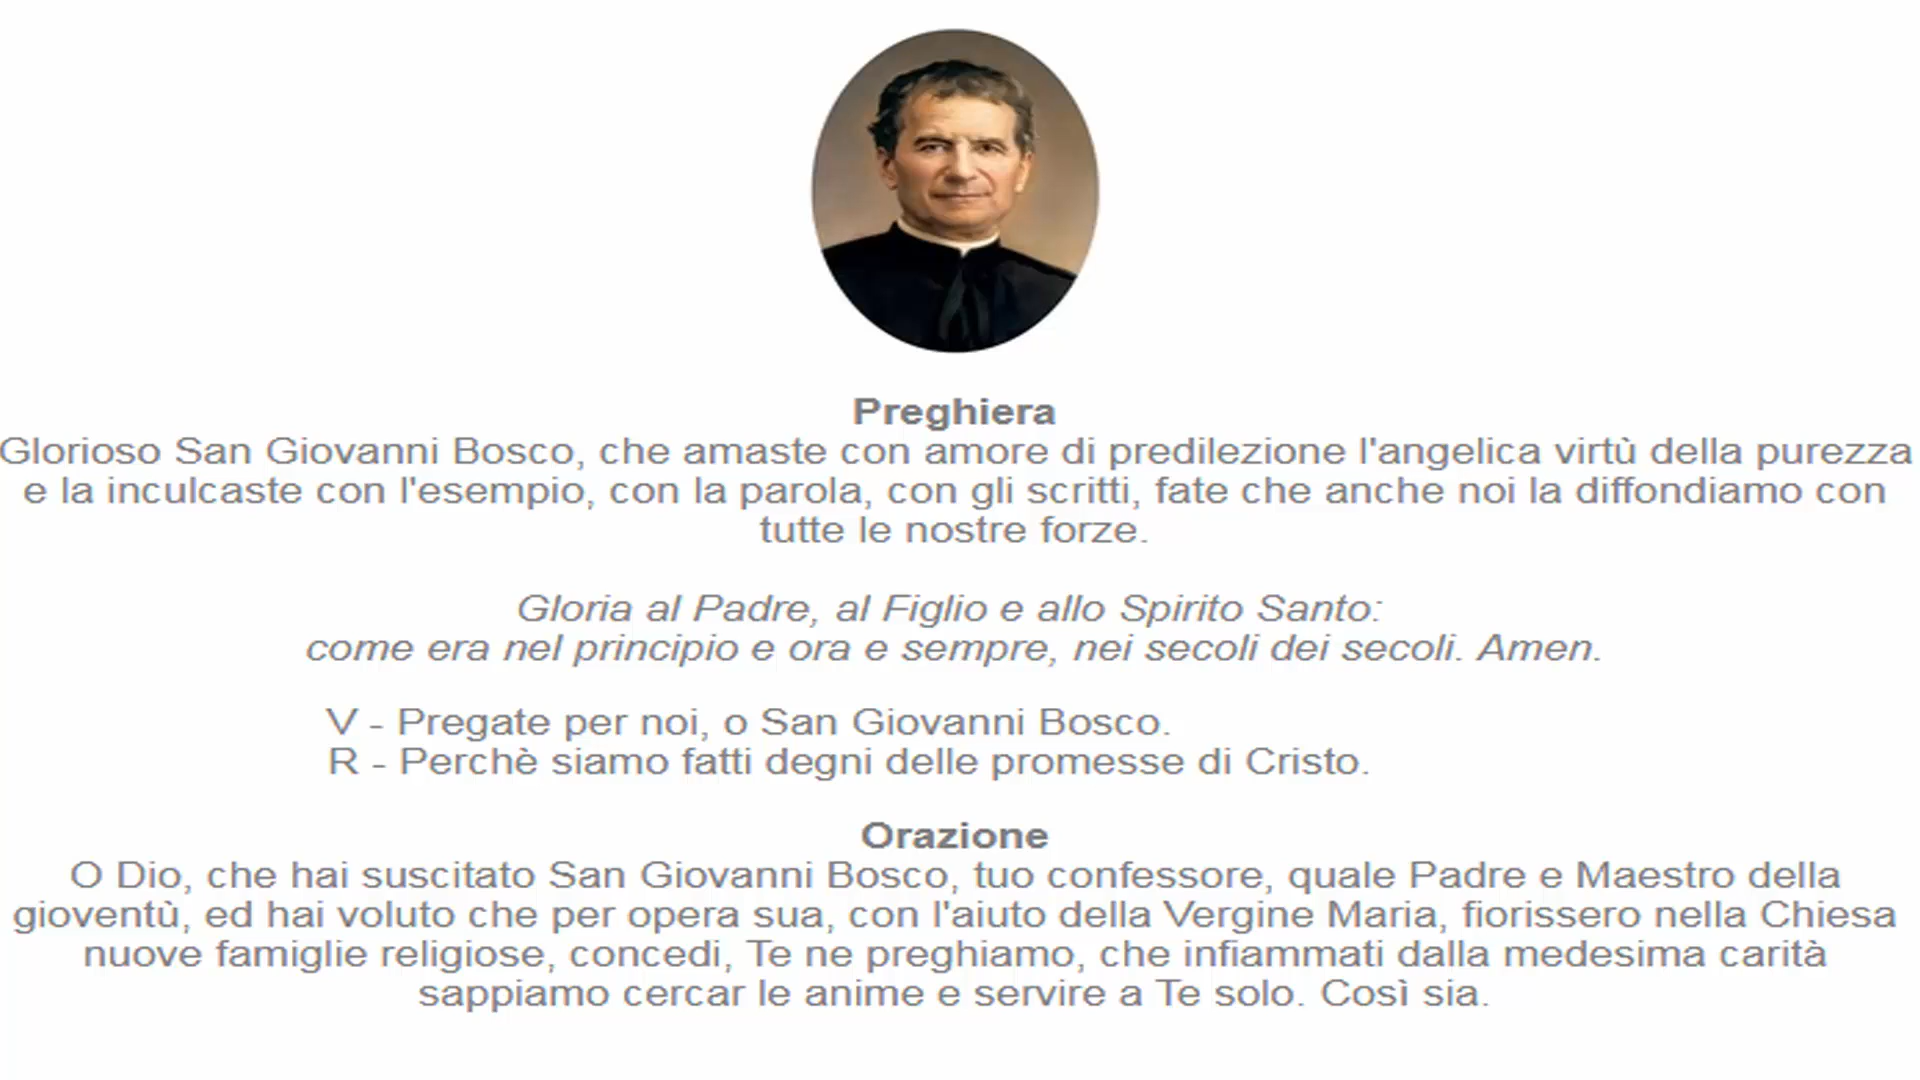 Preghiera
Glorioso San Giovanni Bosco, che amaste con amore di predilezione l'angelica virtù della purezza
e la inculcaste con l'esempio, con la parola, con gli scritti, fate che anche noi la diffondiamo con
tutte le nostre forze.
Gloria al Padre, al Figlio e allo Spirito Santo:
come era nel principio e ora e sempre, nei secoli dei secoli. Amen.
V - Pregate per noi, o San Giovanni Bosco.
R - Perchè siamo fatti degni delle promesse di Cristo.
Orazione
O Dio, che hai suscitato San Giovanni Bosco, tuo confessore, quale Padre e Maestro della
gioventù, ed hai voluto che per opera sua, con l'aiuto della Vergine Maria, fiorissero nella Chiesa
nuove famiglie religiose, concedi, Te ne preghiamo, che infiammati dalla medesima carità
sappiamo cercar le anime e servire a Te solo. Così sia.